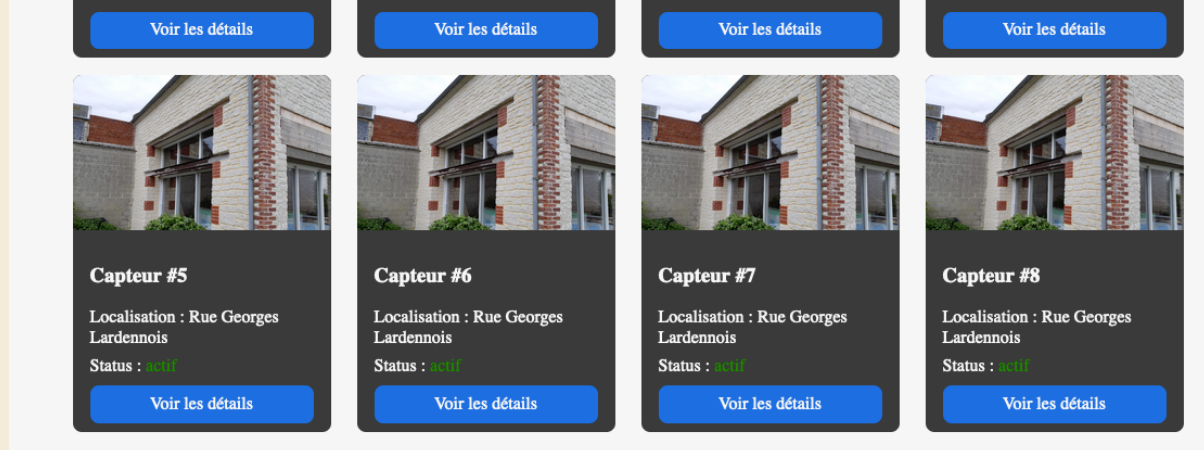 Voir les détails
Voir les détails
Voir les détails
Voir les détails
Capteur #5
Localisation : Rue Georges
Lardennois
Status : actif
Voir les détails
Capteur #6
Localisation : Rue Georges
Lardennois
Status : actif
Voir les détails
Capteur #7
Localisation : Rue Georges
Lardennois
Status : actif
Voir les détails
Capteur #8
Localisation : Rue Georges
Lardennois
Status : actif
Voir les détails